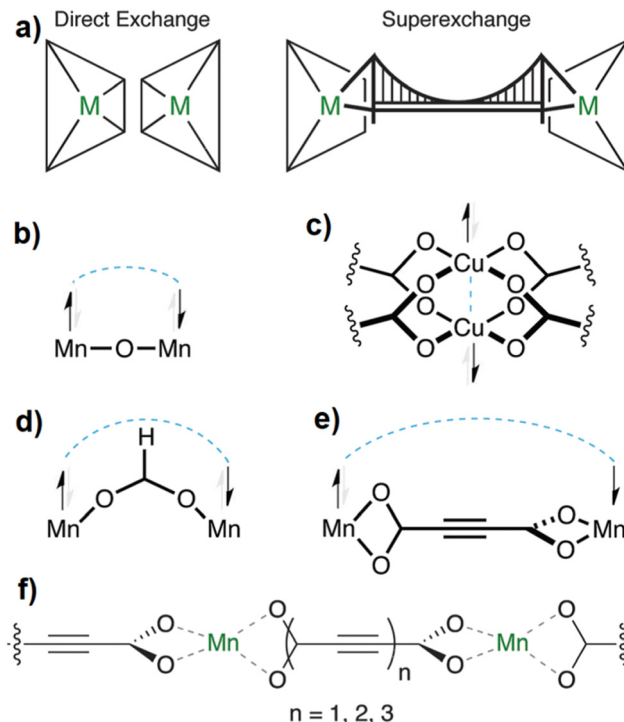 a) Direct Exchange Superexchange
M M M M
b) c)
O Cu O
O O
Mn O Mn
O Cu O
O O
d) e)
H
O O
Mn Mn
O O
Mn Mn
O O
f)
O O O O
Mn Mn
O O n O O
n = 1, 2, 3